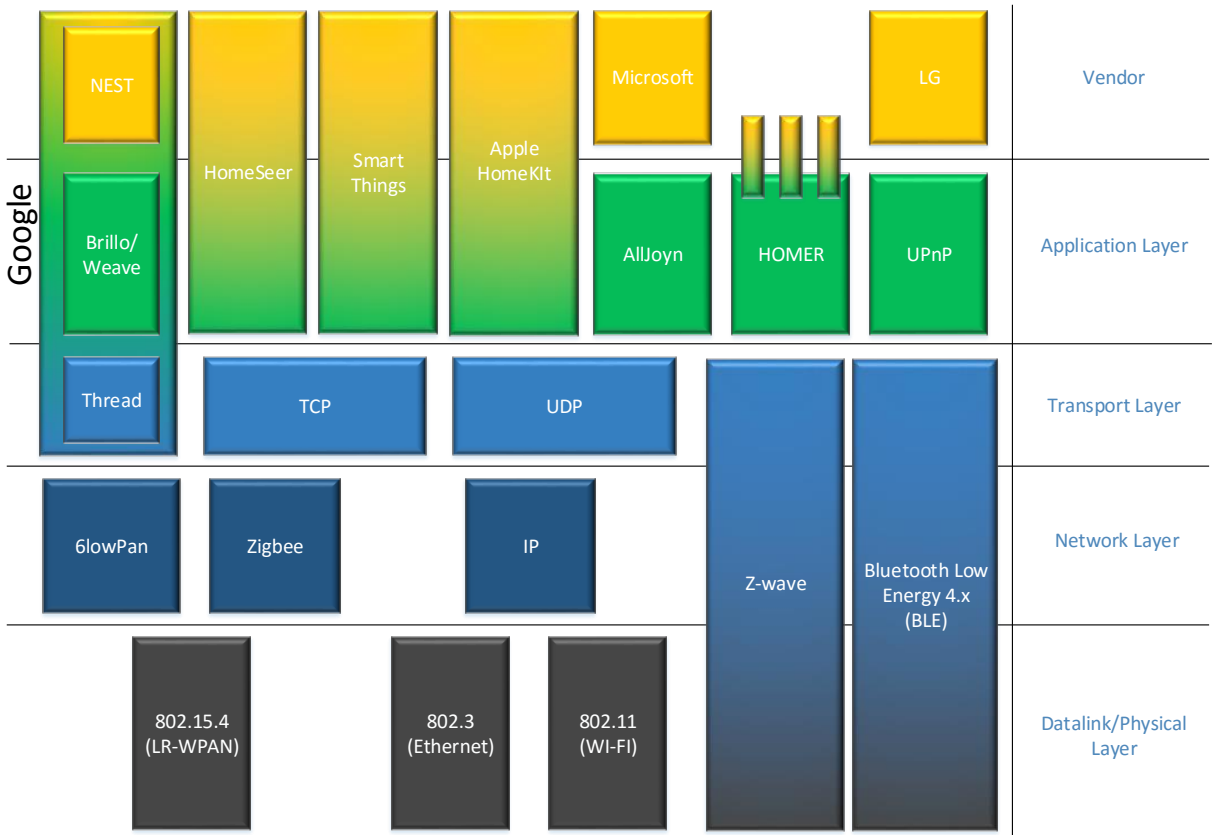 Google
NEST
HomeSeer
Smart
Things
Apple
HomeKIt
Microsoft
LG
Vendor
Brillo/
Weave
AllJoyn
HOMER
UPnP
Application Layer
Thread
TCP
UDP
Transport Layer
6lowPan
Zigbee
IP
Z-wave
Bluetooth Low
Energy 4.x
(BLE)
Network Layer
802.15.4
(LR-WPAN)
802.3
(Ethernet)
802.11
(WI-FI)
Datalink/Physical
Layer